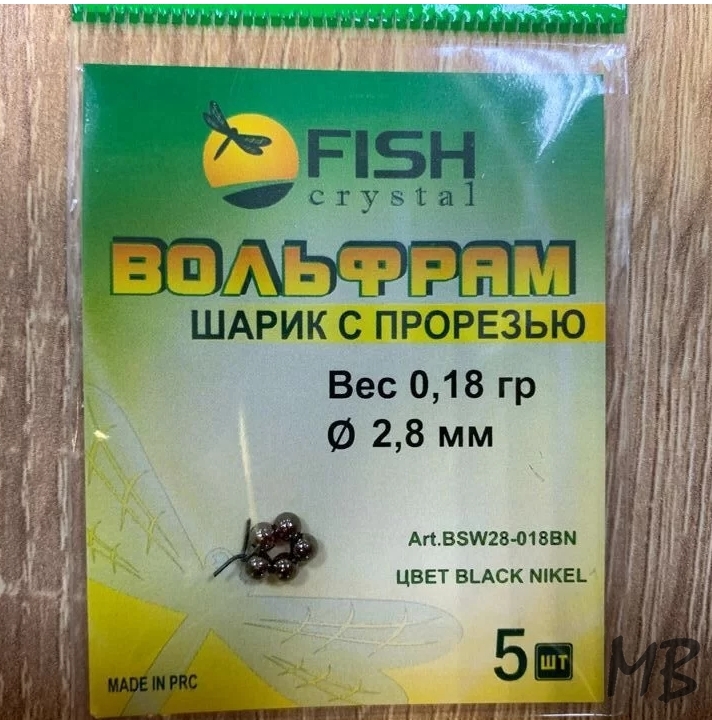 FISH
crystal
ВОЛЬФРАМ
ШАРИК С ПРОРЕЗЬЮ
Вес 0,18 гр
Ø 2,8 мм
Art.BSW28-018BN
ЦВЕТ BLACK NIKEL
5 шт
MADE IN PRC
MB